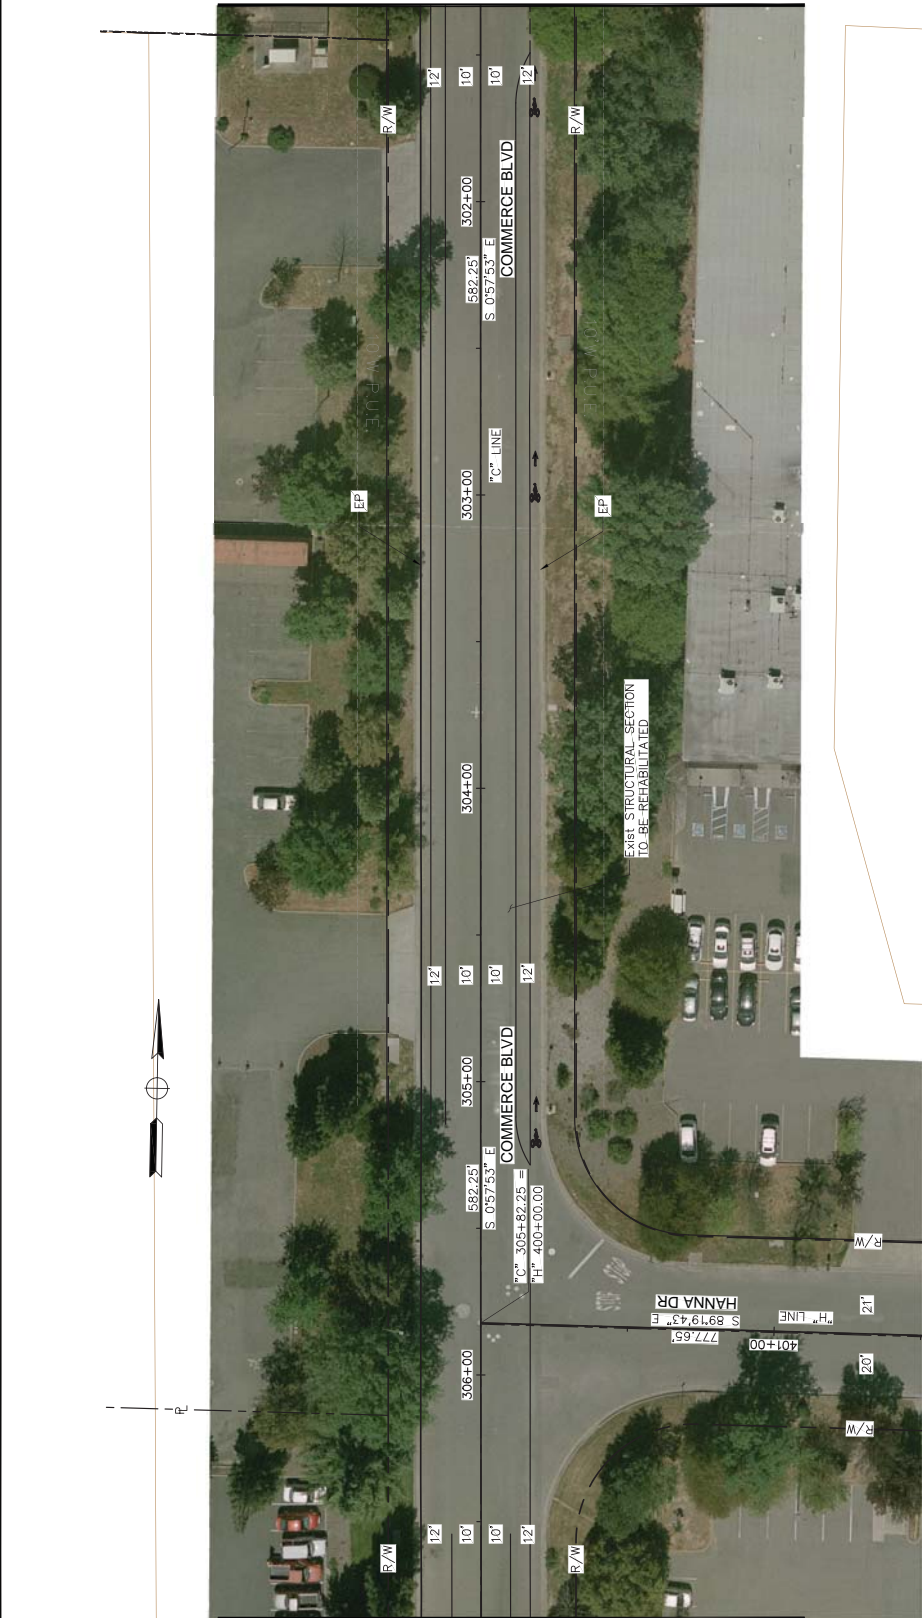 12'
10'
10'
12'
R/W
R/W
302+00
COMMERCE BLVD
582.25'
S 0°57'53" E
P.U.E.
"C" LINE
303+00
EP
EP
Exist STRUCTURAL SECTION
TO BE REHABILITATED
304+00
12'
10'
10'
12'
305+00
COMMERCE BLVD
582.25'
S 0°57'53" E
"C" 305+82.25 =
"H" 400+00.00
R/W
STOP
STOP
HANNA DR
S 89°19'43" E
777.65'
"H" LINE
401+00
21'
20'
306+00
PL
R/W
12'
10'
10'
12'
R/W
R/W